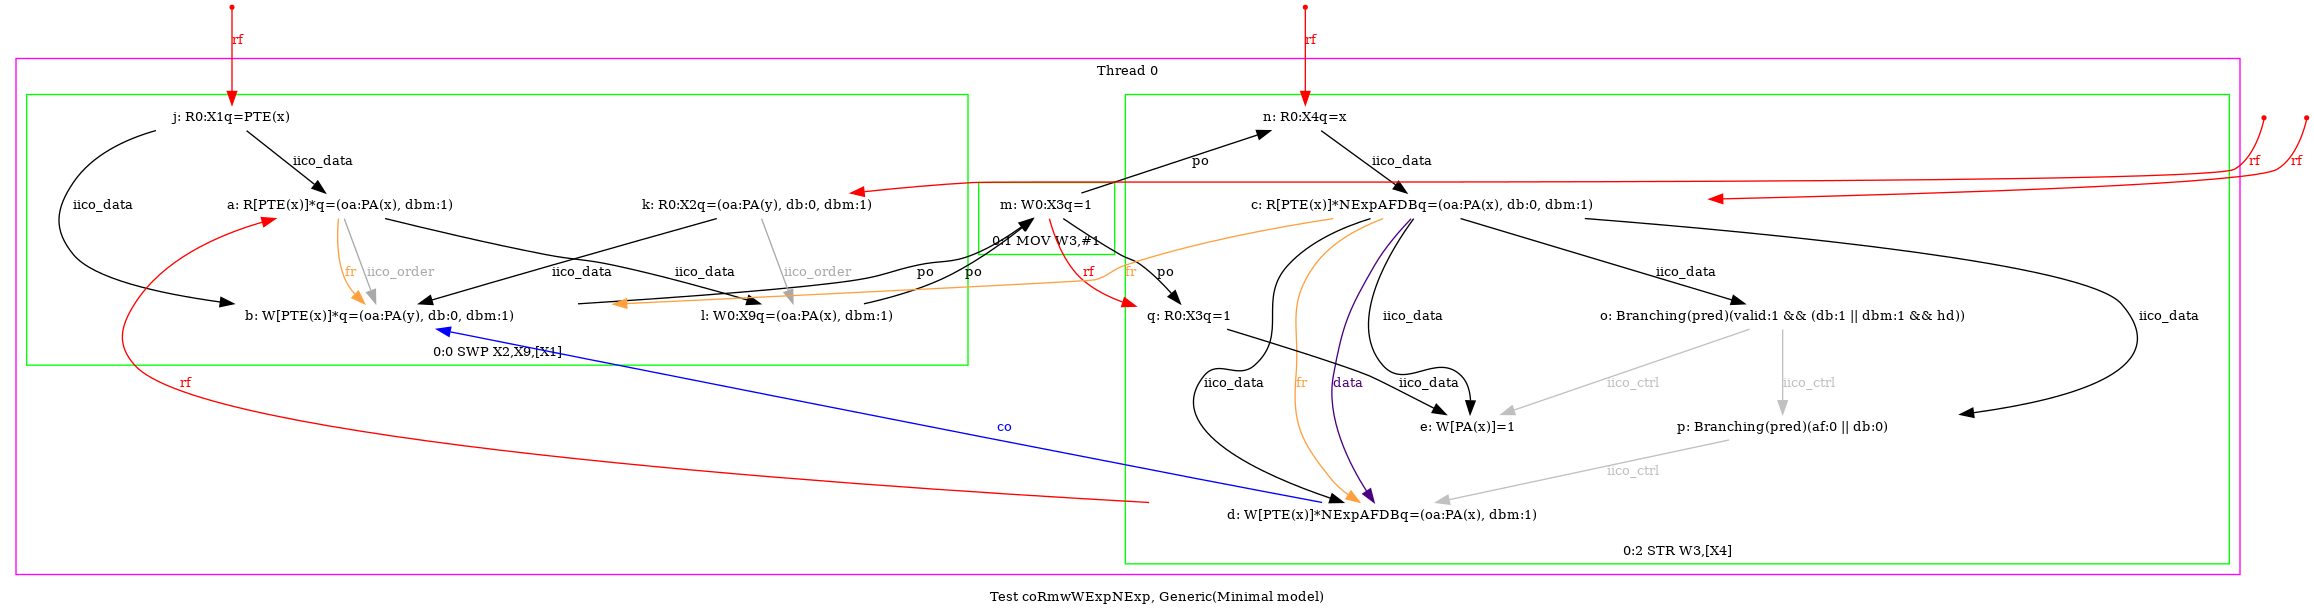 rf
rf
Thread 0
j: R0:X1q=PTE(x)
n: R0:X4q=x
iico_data
iico_data
po
iico_data
rf
rf
a: R[PTE(x)]*q=(oa:PA(x), dbm:1)
k: R0:X2q=(oa:PA(y), db:0, dbm:1)
m: W0:X3q=1
c: R[PTE(x)]*NExpAFDBq=(oa:PA(x), db:0, dbm:1)
0:1 MOV W3,#1
fr
iico_order
iico_data
iico_data
iico_order
po
po
rf
fr
po
iico_data
b: W[PTE(x)]*q=(oa:PA(y), db:0, dbm:1)
l: W0:X9q=(oa:PA(x), dbm:1)
q: R0:X3q=1
iico_data
o: Branching(pred)(valid:1 && (db:1 || dbm:1 && hd))
iico_data
0:0 SWP X2,X9,[X1]
rf
iico_data
fr
data
iico_data
iico_ctrl
iico_ctrl
co
e: W[PA(x)]=1
p: Branching(pred)(af:0 || db:0)
iico_ctrl
d: W[PTE(x)]*NExpAFDBq=(oa:PA(x), dbm:1)
0:2 STR W3,[X4]
Test coRmwWExpNExp, Generic(Minimal model)